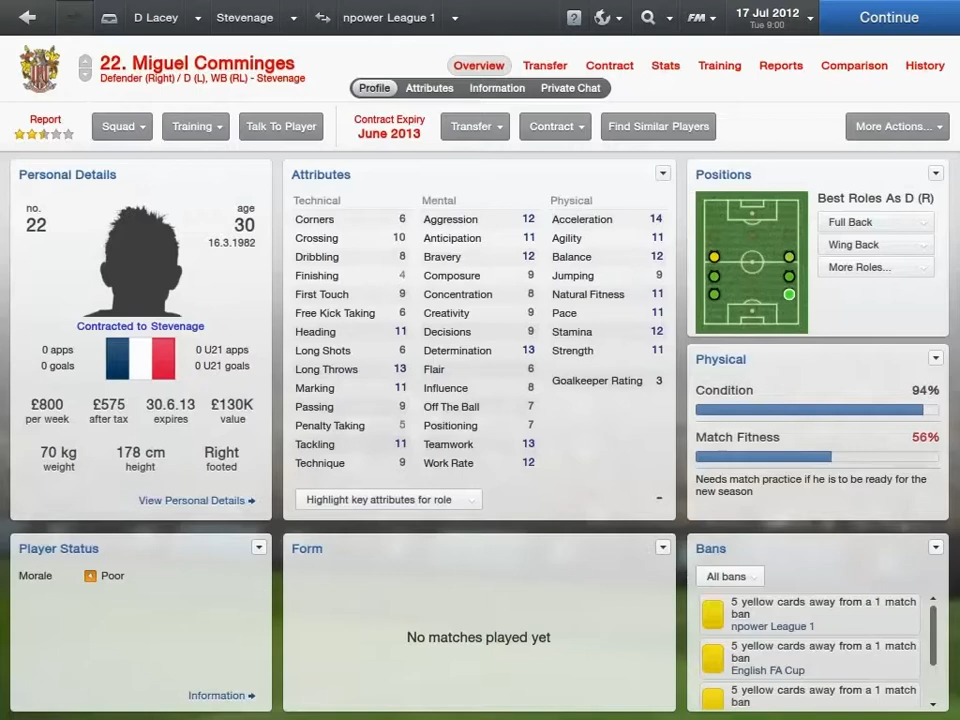 D Lacey
Stevenage
npower League 1
?
FM
17 Jul 2012
Tue 9:00
Continue
22. Miguel Comminges
Defender (Right) / D (L), WB (RL) - Stevenage
Overview Transfer Contract Stats Training Reports Comparison History
Profile Attributes Information Private Chat
Report
Squad Training Talk To Player
Contract Expiry
June 2013
Transfer Contract Find Similar Players
More Actions...
Personal Details
no.
22
age
30
16.3.1982
Contracted to Stevenage
0 apps
0 goals
0 U21 apps
0 U21 goals
£800 £575 30.6.13 £130K
per week after tax expires value
70 kg 178 cm Right
weight height footed
View Personal Details
Attributes
Technical Mental Physical
Corners 6 Aggression 12 Acceleration 14
Crossing 10 Anticipation 11 Agility 11
Dribbling 8 Bravery 12 Balance 12
Finishing 4 Composure 9 Jumping 9
First Touch 9 Concentration 8 Natural Fitness 11
Free Kick Taking 6 Creativity 9 Pace 11
Heading 11 Decisions 9 Stamina 12
Long Shots 6 Determination 13 Strength 11
Long Throws 13 Flair 6
Goalkeeper Rating 3
Marking 11 Influence 8
Passing 9 Off The Ball 7
Penalty Taking 5 Positioning 7
Tackling 11 Teamwork 13
Technique 9 Work Rate 12
Highlight key attributes for role
-
Positions
Best Roles As D (R)
Full Back
Wing Back
More Roles...
Physical
Condition 94%
Match Fitness 56%
Needs match practice if he is to be ready for the
new season
Player Status
Morale Poor
Information
Form
No matches played yet
Bans
All bans
5 yellow cards away from a 1 match
ban
npower League 1
5 yellow cards away from a 1 match
ban
English FA Cup
5 yellow cards away from a 1 match
ban